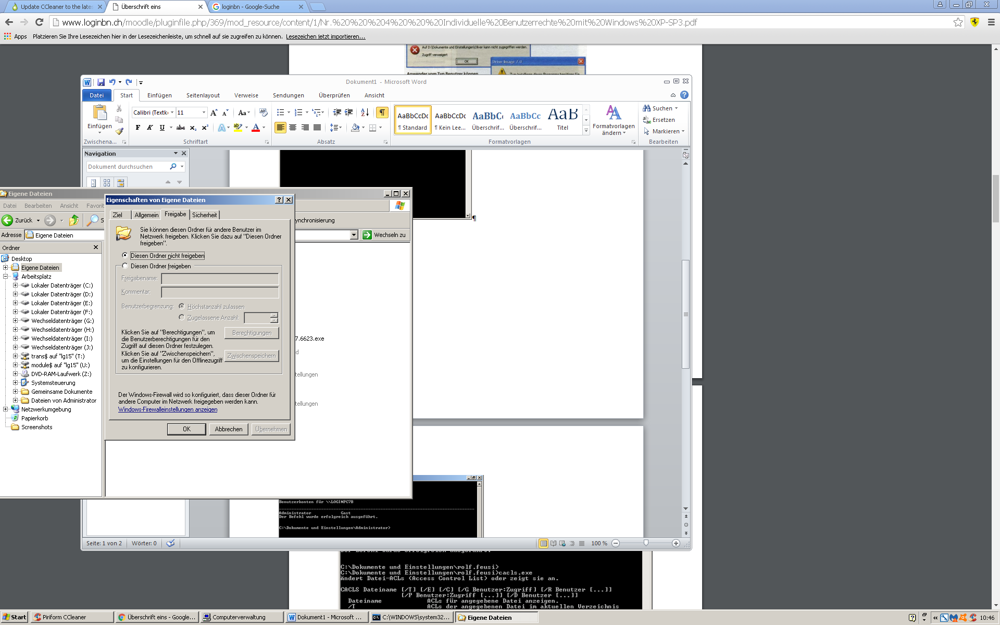 Update CCleaner to the late
Überschrift eins
loginbn - Google-Suche
www.loginbn.ch/moodle/pluginfile.php/369/mod_resource/content/1/Nr.%20%20%204%20%20%20Individuelle%20Benutzerrechte%20mit%20Windows%20XP-SP3.pdf
Apps Platzieren Sie Ihre Lesezeichen hier in der Lesezeichenleiste, um schnell auf sie zugreifen zu können. Lesezeichen jetzt importieren...
Auf D:\Dokumente und Einstellungen\Oliver kann nicht zugegriffen werden.
Zugriff verweigert
OK
Drive Image 7.0
Anwender vom Typ Benutzer können
Dokument1 - Microsoft Word
Datei Start Einfügen Seitenlayout Verweise Sendungen Überprüfen Ansicht
Calibri (Textk 11
Einfügen
AaBbCcDc AaBbCcDc AaBbC AaBbCc AaB
¶ Standard ¶ Kein Lee... Überschrif... Überschrif... Titel
Formatvorlagen
ändern
Suchen
Ersetzen
Markieren
Zwischena... Schriftart Absatz Formatvorlagen Bearbeiten
Navigation
Dokument durchsuchen
¶
Eigene Dateien
Datei Bearbeiten Ansicht Favorit
Zurück S ynchronisierung
Adresse Eigene Dateien Wechseln zu
Ordner
Desktop
Eigene Dateien
Arbeitsplatz
Lokaler Datenträger (C:)
Lokaler Datenträger (D:)
Lokaler Datenträger (E:)
Lokaler Datenträger (F:)
Wechseldatenträger (G:)
Wechseldatenträger (H:)
Wechseldatenträger (I:)
Wechseldatenträger (J:)
trans$ auf "lg15" (T:)
module$ auf "lg15" (U:)
DVD-RAM-Laufwerk (Z:)
Systemsteuerung
Gemeinsame Dokumente
Dateien von Administrator
Netzwerkumgebung
Papierkorb
Screenshots
Eigenschaften von Eigene Dateien
Ziel Allgemein Freigabe Sicherheit
Sie können diesen Ordner für andere Benutzer im
Netzwerk freigeben. Klicken Sie dazu auf "Diesen Ordner
freigeben".
Diesen Ordner nicht freigeben
Diesen Ordner freigeben
Freigabename:
Kommentar:
Benutzerbegrenzung: Höchstanzahl zulassen
Zugelassene Anzahl:
Klicken Sie auf "Berechtigungen", um
die Benutzerberechtigungen für den
Zugriff auf diesen Ordner festzulegen.
Berechtigungen
Klicken Sie auf "Zwischenspeichern",
um die Einstellungen für den Offlinezugriff
zu konfigurieren.
Zwischenspeichern
Der Windows-Firewall wird so konfiguriert, dass dieser Ordner für
andere Computer im Netzwerk freigegeben werden kann.
Windows-Firewalleinstellungen anzeigen
OK Abbrechen Übernehmen
7.6623.exe
d
tellungen
tellungen
Benutzerkonten für \\LOGINPC7B
Administrator Gast
Der Befehl wurde erfolgreich ausgeführt.
C:\Dokumente und Einstellungen\Administrator>
Seite: 1 von 2 Wörter: 0 100 %
Der Befehl wurde erfolgreich ausgeführt.
C:\Dokumente und Einstellungen\rolf.feusi>
C:\Dokumente und Einstellungen\rolf.feusi>cacls.exe
Ändert Datei-ACLs (Access Control List) oder zeigt sie an.
CACLS Dateiname [/T] [/E] [/C] [/G Benutzer:Zugriff] [/R Benutzer [...]]
[/P Benutzer:Zugriff [...]] [/D Benutzer [...]]
Dateiname ACLs für angegebene Datei anzeigen.
/T ACLs der angegebenen Datei im aktuellen Verzeichnis
Start Piriform CCleaner Überschrift eins - Google... Computerverwaltung Dokument1 - Microsoft ... C:\WINDOWS\system32... Eigene Dateien 10:46